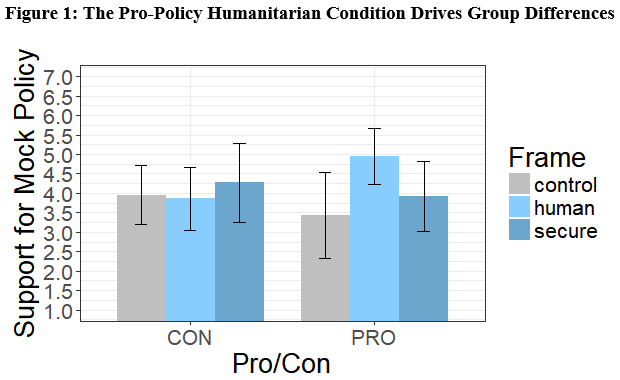 Figure 1: The Pro-Policy Humanitarian Condition Drives Group Differences
Support for Mock Policy
7.0
6.5
6.0
5.5
5.0
4.5
4.0
3.5
3.0
2.5
2.0
1.5
1.0
CON
PRO
Pro/Con
Frame
control
human
secure